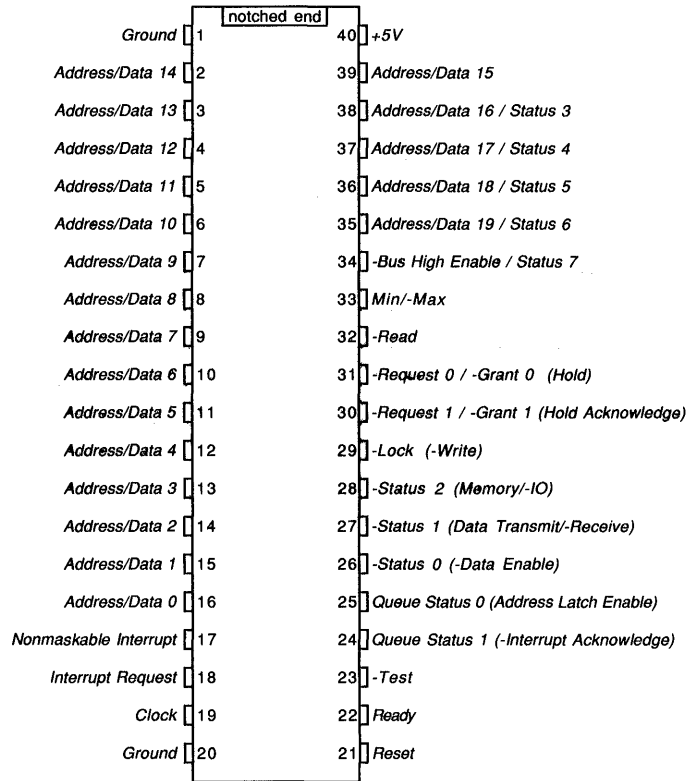 notched end
Ground 1 40 +5V
Address/Data 14 2 39 Address/Data 15
Address/Data 13 3 38 Address/Data 16 / Status 3
Address/Data 12 4 37 Address/Data 17 / Status 4
Address/Data 11 5 36 Address/Data 18 / Status 5
Address/Data 10 6 35 Address/Data 19 / Status 6
Address/Data 9 7 34 -Bus High Enable / Status 7
Address/Data 8 8 33 Min/-Max
Address/Data 7 9 32 -Read
Address/Data 6 10 31 -Request 0 / -Grant 0 (Hold)
Address/Data 5 11 30 -Request 1 / -Grant 1 (Hold Acknowledge)
Address/Data 4 12 29 -Lock (-Write)
Address/Data 3 13 28 -Status 2 (Memory/-IO)
Address/Data 2 14 27 -Status 1 (Data Transmit/-Receive)
Address/Data 1 15 26 -Status 0 (-Data Enable)
Address/Data 0 16 25 Queue Status 0 (Address Latch Enable)
Nonmaskable Interrupt 17 24 Queue Status 1 (-Interrupt Acknowledge)
Interrupt Request 18 23 -Test
Clock 19 22 Ready
Ground 20 21 Reset